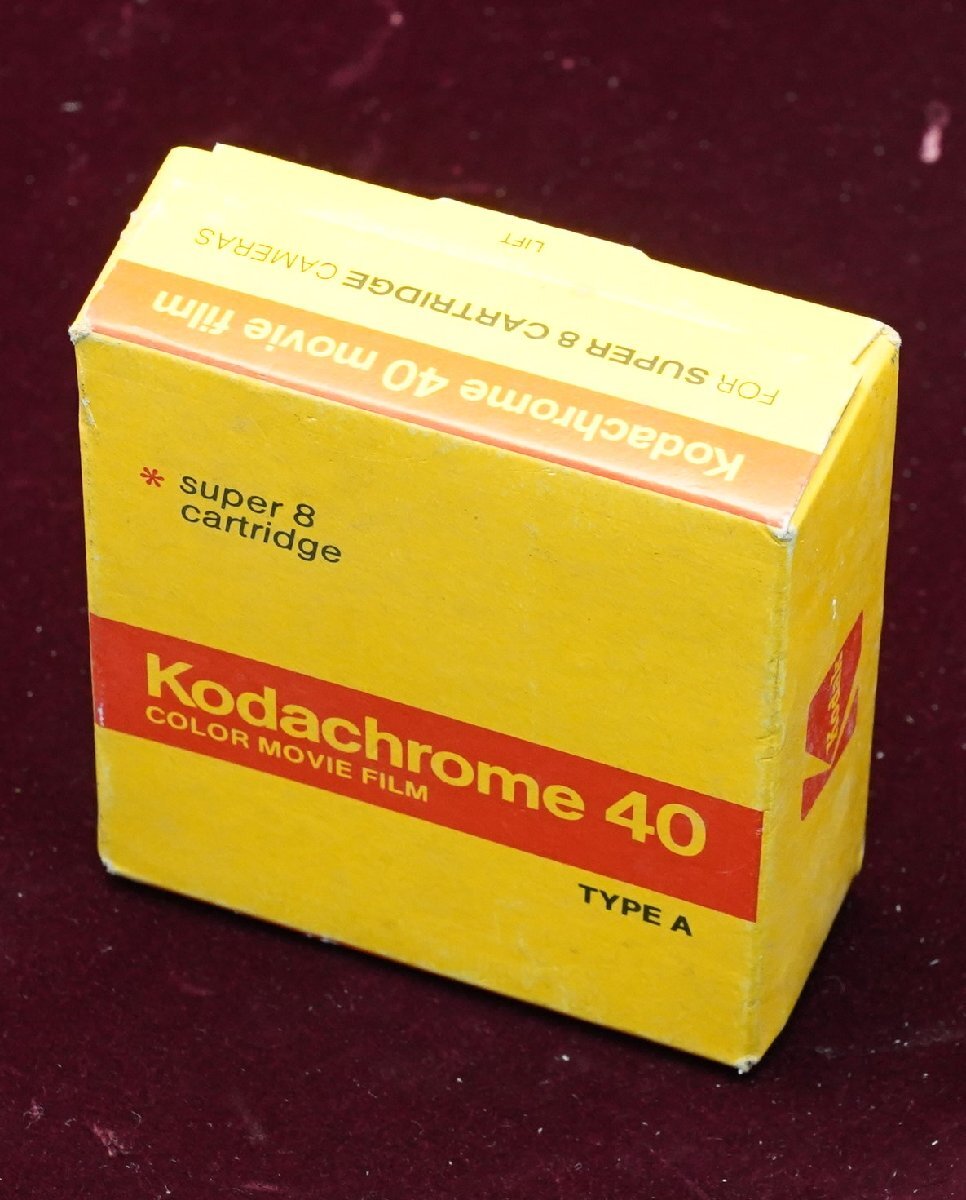 LIFT
FOR SUPER 8 CARTRIDGE CAMERAS
Kodachrome 40 movie film
* super 8
cartridge
Kodachrome 40
COLOR MOVIE FILM
TYPE A
Kodak